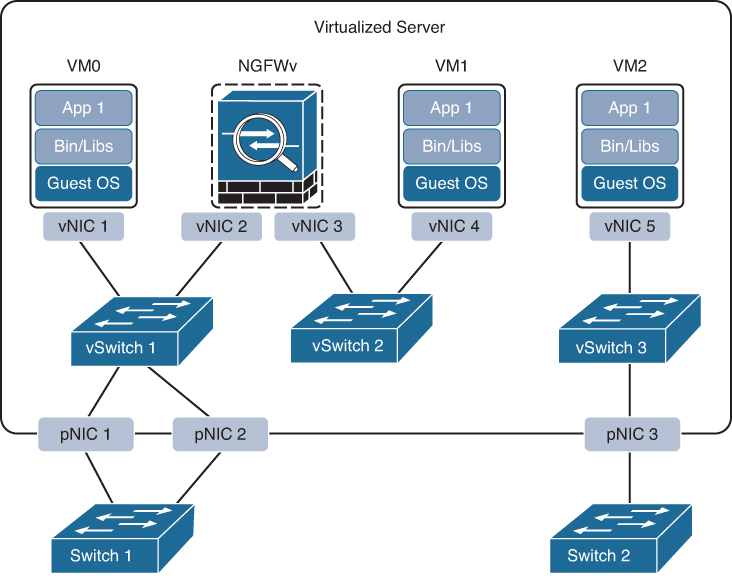 Virtualized Server
VM0
NGFWv
VM1
VM2
App 1
App 1
App 1
Bin/Libs
Bin/Libs
Bin/Libs
Guest OS
Guest OS
Guest OS
vNIC 1
vNIC 2
vNIC 3
vNIC 4
vNIC 5
vSwitch 1
vSwitch 2
vSwitch 3
pNIC 1
pNIC 2
pNIC 3
Switch 1
Switch 2